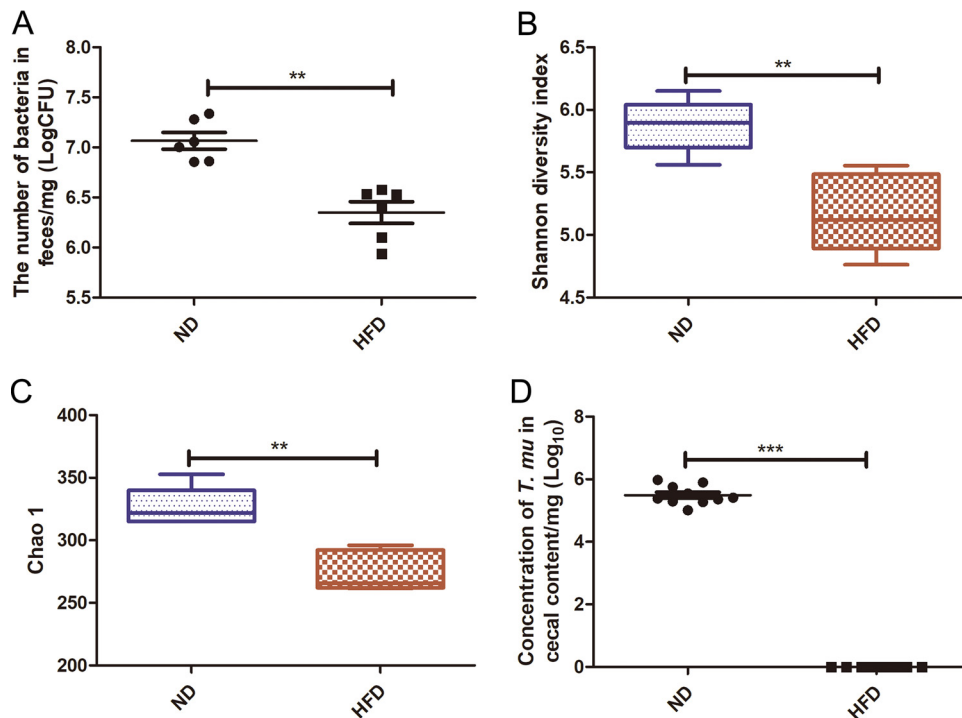 A
The number of bacteria in
feces/mg (LogCFU)
8.0
7.5
7.0
6.5
6.0
5.5
**
ND
HFD
B
Shannon diversity index
6.5
6.0
5.5
5.0
4.5
**
ND
HFD
C
Chao 1
400
350
300
250
200
**
ND
HFD
D
Concentration of T. mu in
cecal content/mg (Log₁₀)
8
6
4
2
0
***
ND
HFD